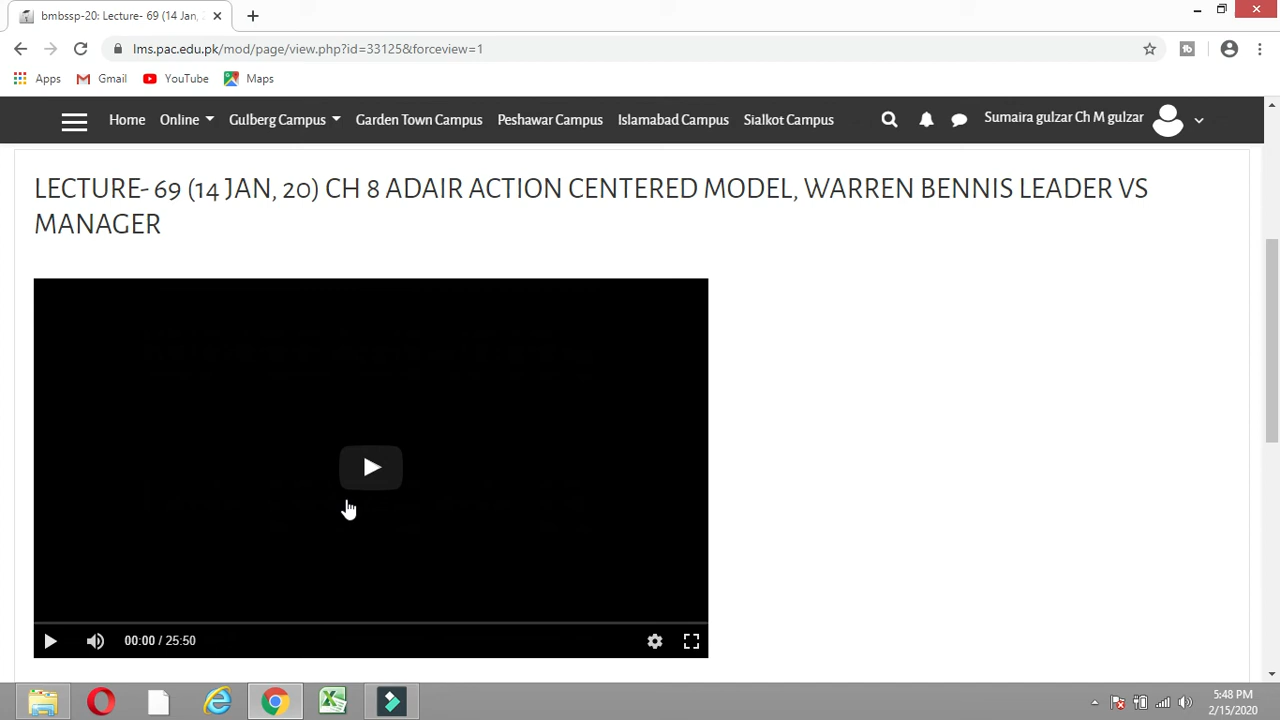 bmbssp-20: Lecture- 69 (14 Jan,
lms.pac.edu.pk/mod/page/view.php?id=33125&forceview=1
Apps Gmail YouTube Maps
Home Online Gulberg Campus Garden Town Campus Peshawar Campus Islamabad Campus Sialkot Campus Sumaira gulzar Ch M gulzar
LECTURE- 69 (14 JAN, 20) CH 8 ADAIR ACTION CENTERED MODEL, WARREN BENNIS LEADER VS
MANAGER
00:00 / 25:50
5:48 PM
2/15/2020